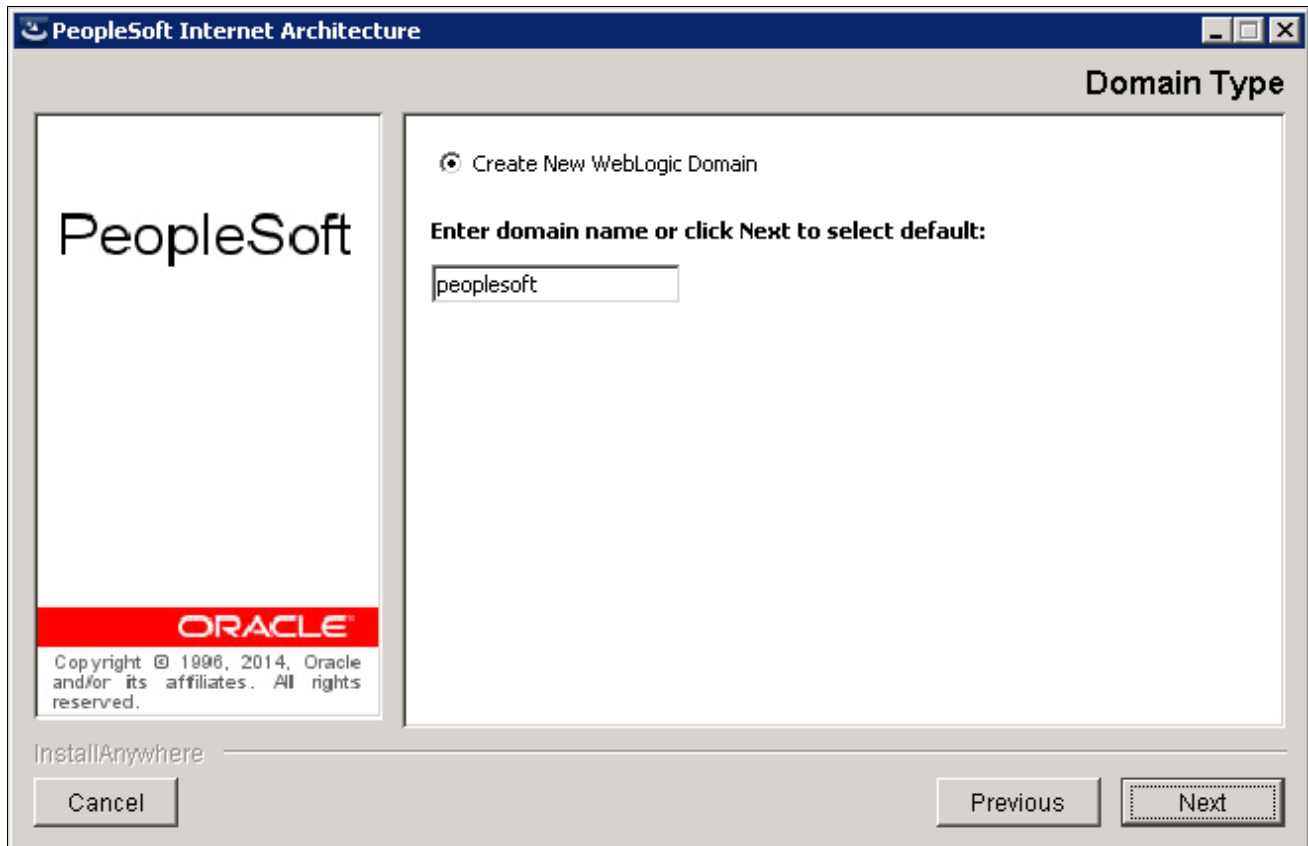 PeopleSoft Internet Architecture
Domain Type
PeopleSoft
ORACLE
Copyright © 1996, 2014, Oracle
and/or its affiliates. All rights
reserved.
Create New WebLogic Domain
Enter domain name or click Next to select default:
peoplesoft
InstallAnywhere
Cancel
Previous
Next